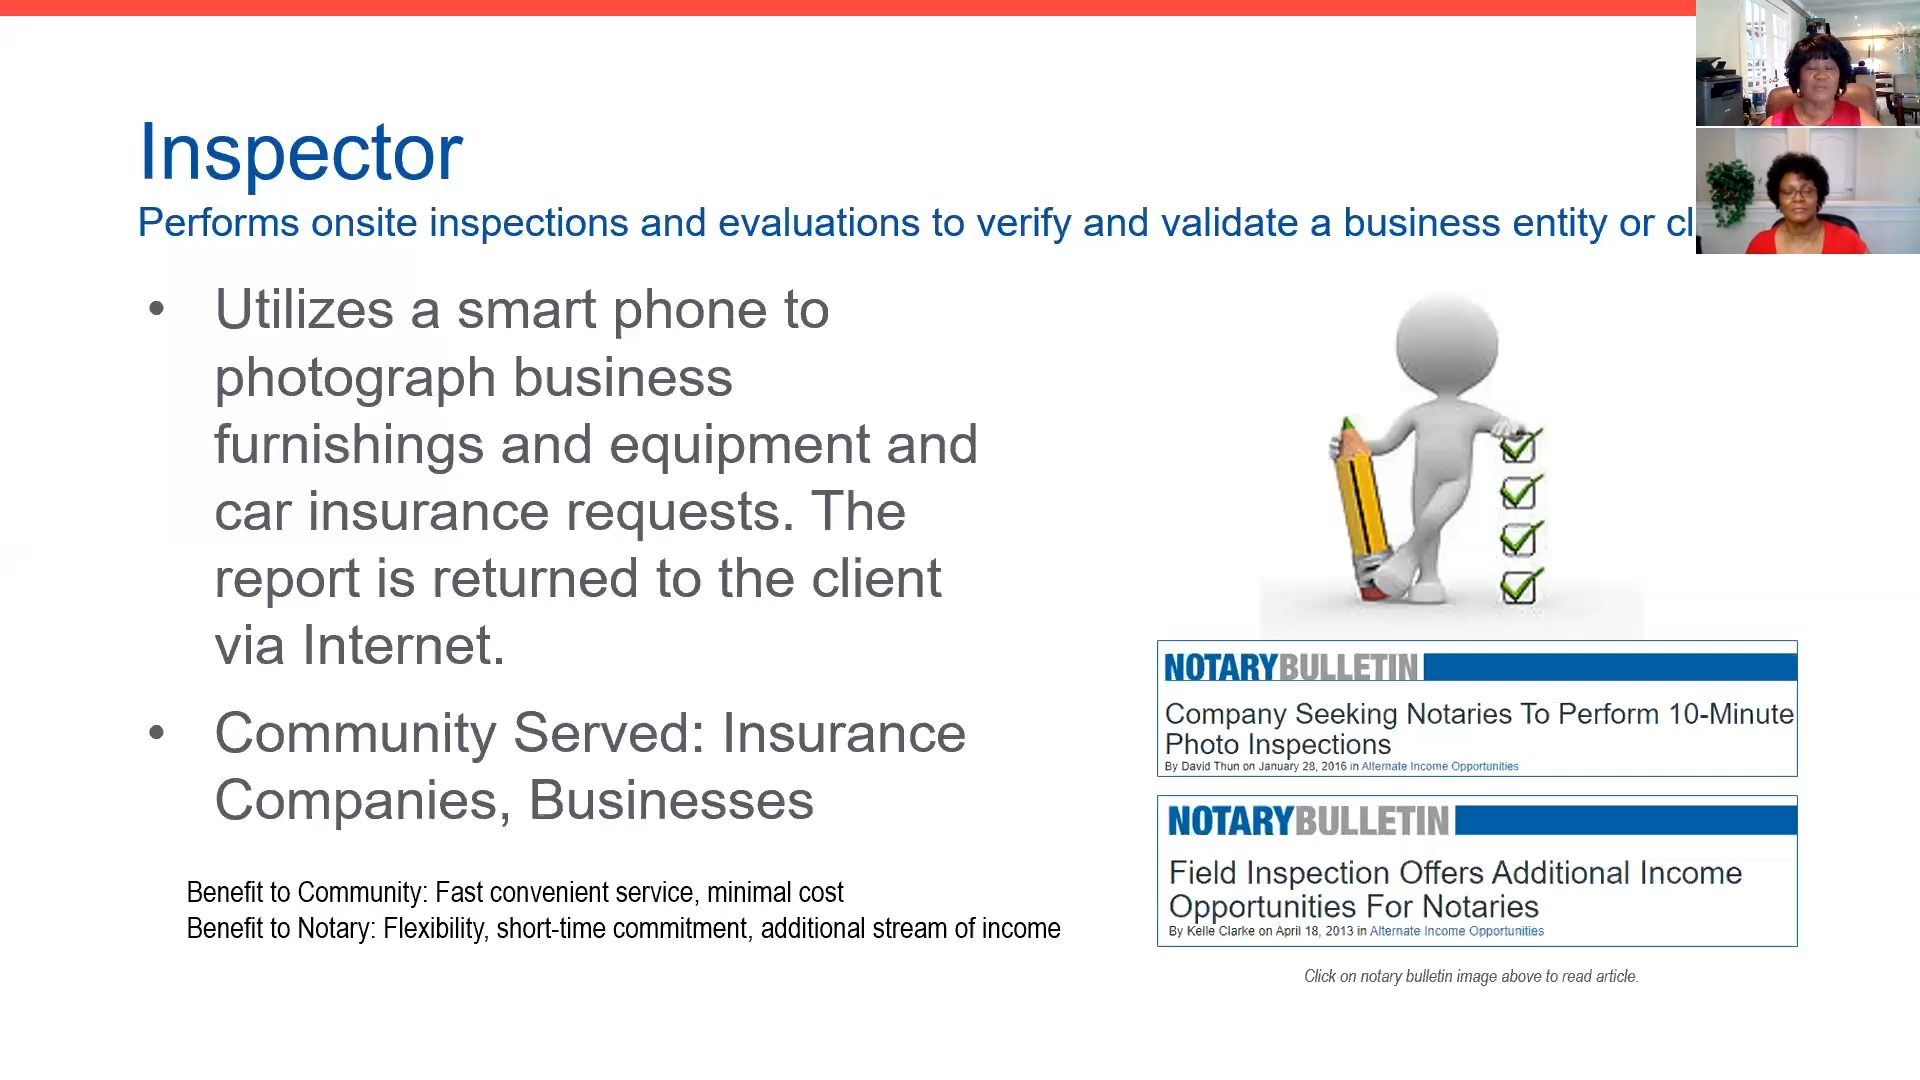 Inspector
Performs onsite inspections and evaluations to verify and validate a business entity or
• Utilizes a smart phone to
photograph business
furnishings and equipment and
car insurance requests. The
report is returned to the client
via Internet.
• Community Served: Insurance
Companies, Businesses
Benefit to Community: Fast convenient service, minimal cost
Benefit to Notary: Flexibility, short-time commitment, additional stream of income
NOTARYBULLETIN
Company Seeking Notaries To Perform 10-Minute
Photo Inspections
By David Thun on January 28, 2016 in Alternate Income Opportunities
NOTARYBULLETIN
Field Inspection Offers Additional Income
Opportunities For Notaries
By Kelle Clarke on April 18, 2013 in Alternate Income Opportunities
Click on notary bulletin image above to read article.